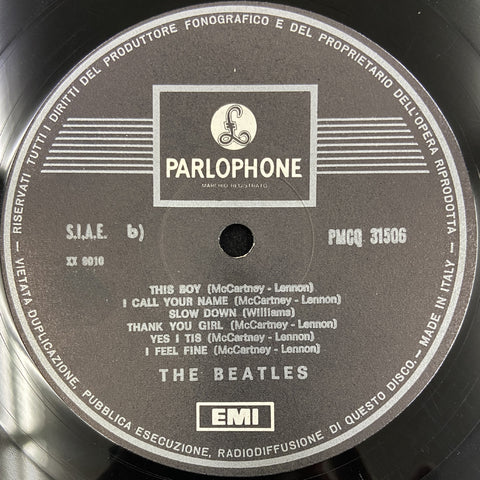 RISERVATI TUTTI I DIRITTI DEL PRODUTTORE FONOGRAFICO E DEL PROPRIETARIO DELL'OPERA RIPRODOTTA
£
PARLOPHONE
MARCHIO REGISTRATO
S.I.A.E. b)
PMCQ 31506
XX 9010
THIS BOY (McCartney - Lennon)
I CALL YOUR NAME (McCartney - Lennon)
SLOW DOWN (Williams)
THANK YOU GIRL (McCartney - Lennon)
YES I TIS (McCartney - Lennon)
I FEEL FINE (McCartney - Lennon)
THE BEATLES
EMI
— VIETATA DUPLICAZIONE, PUBBLICA ESECUZIONE, RADIODIFFUSIONE DI QUESTO DISCO. — MADE IN ITALY —